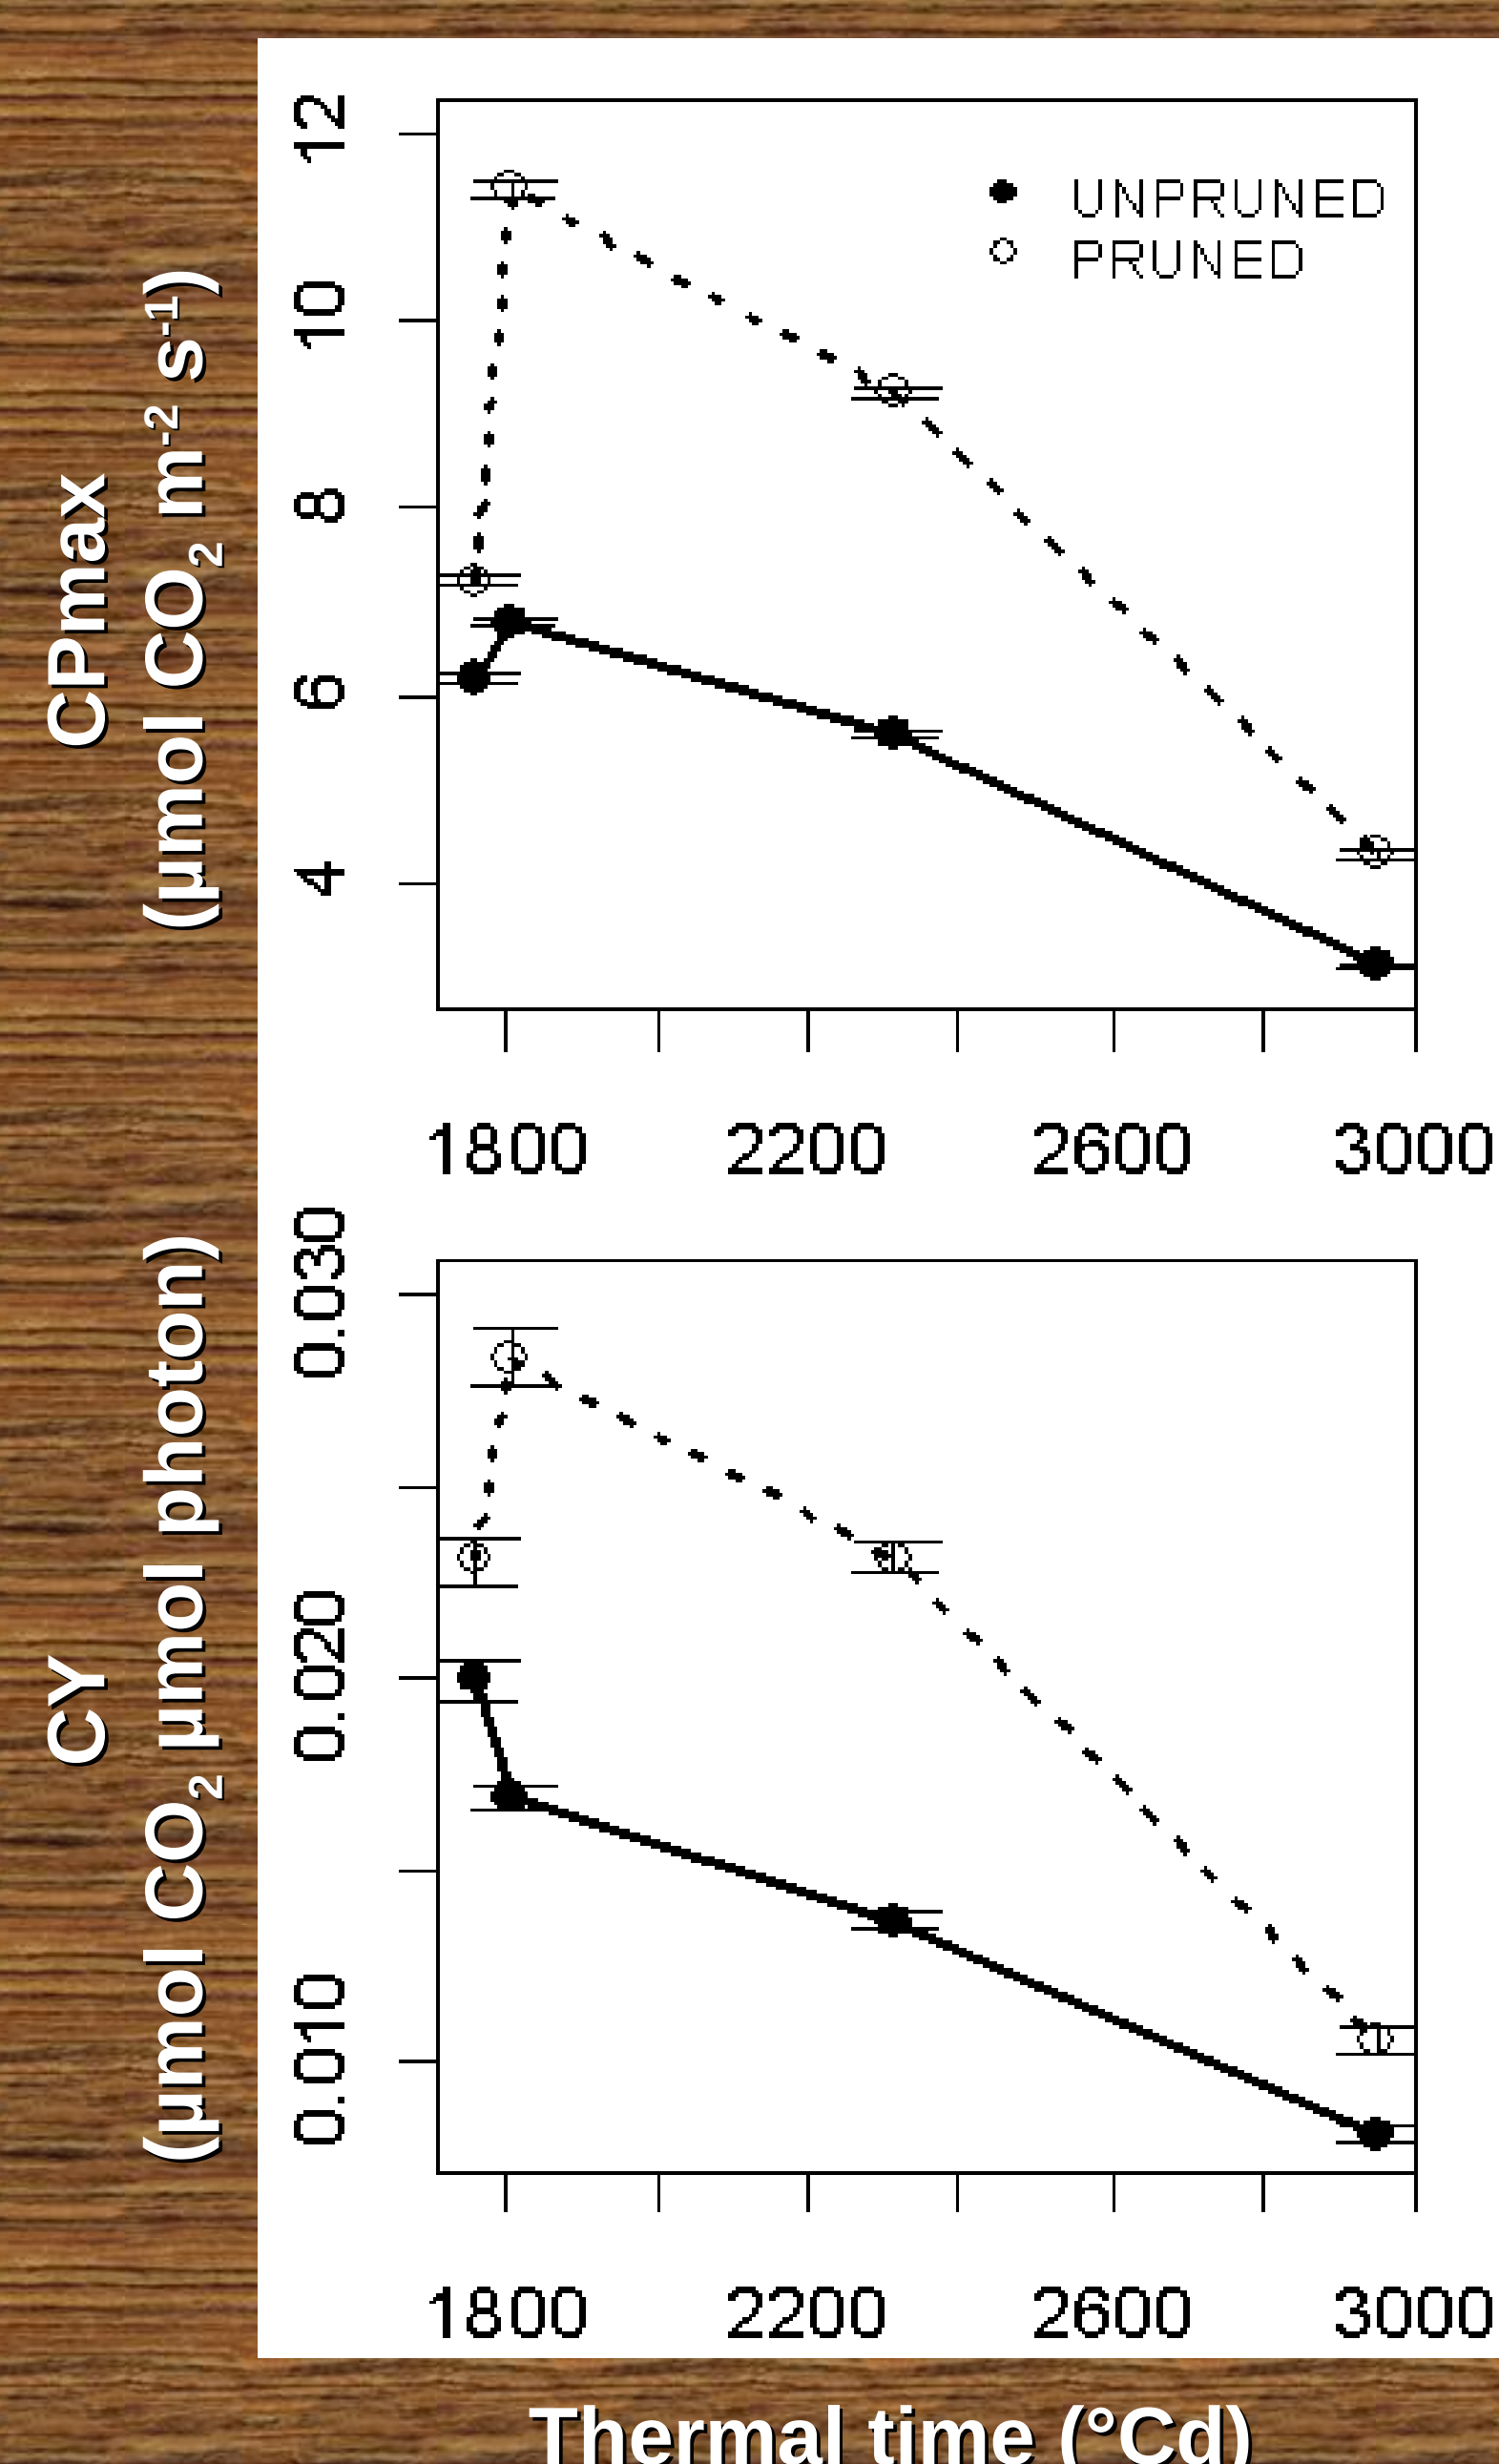 CPmax
(µmol CO₂ m⁻² s⁻¹)
12
10
8
6
4
UNPRUNED
PRUNED
1800 2200 2600 3000
CY
(µmol CO₂ µmol photon)
0.030
0.020
0.010
1800 2200 2600 3000
Thermal time (°Cd)